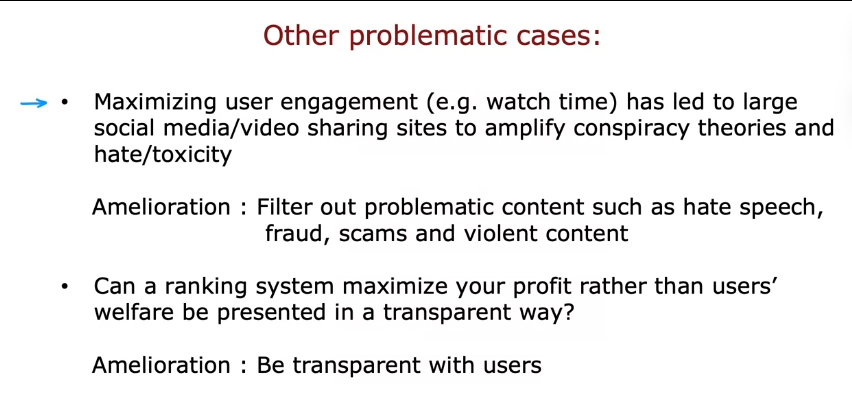 Other problematic cases:
• Maximizing user engagement (e.g. watch time) has led to large
social media/video sharing sites to amplify conspiracy theories and
hate/toxicity
Amelioration : Filter out problematic content such as hate speech,
fraud, scams and violent content
• Can a ranking system maximize your profit rather than users’
welfare be presented in a transparent way?
Amelioration : Be transparent with users